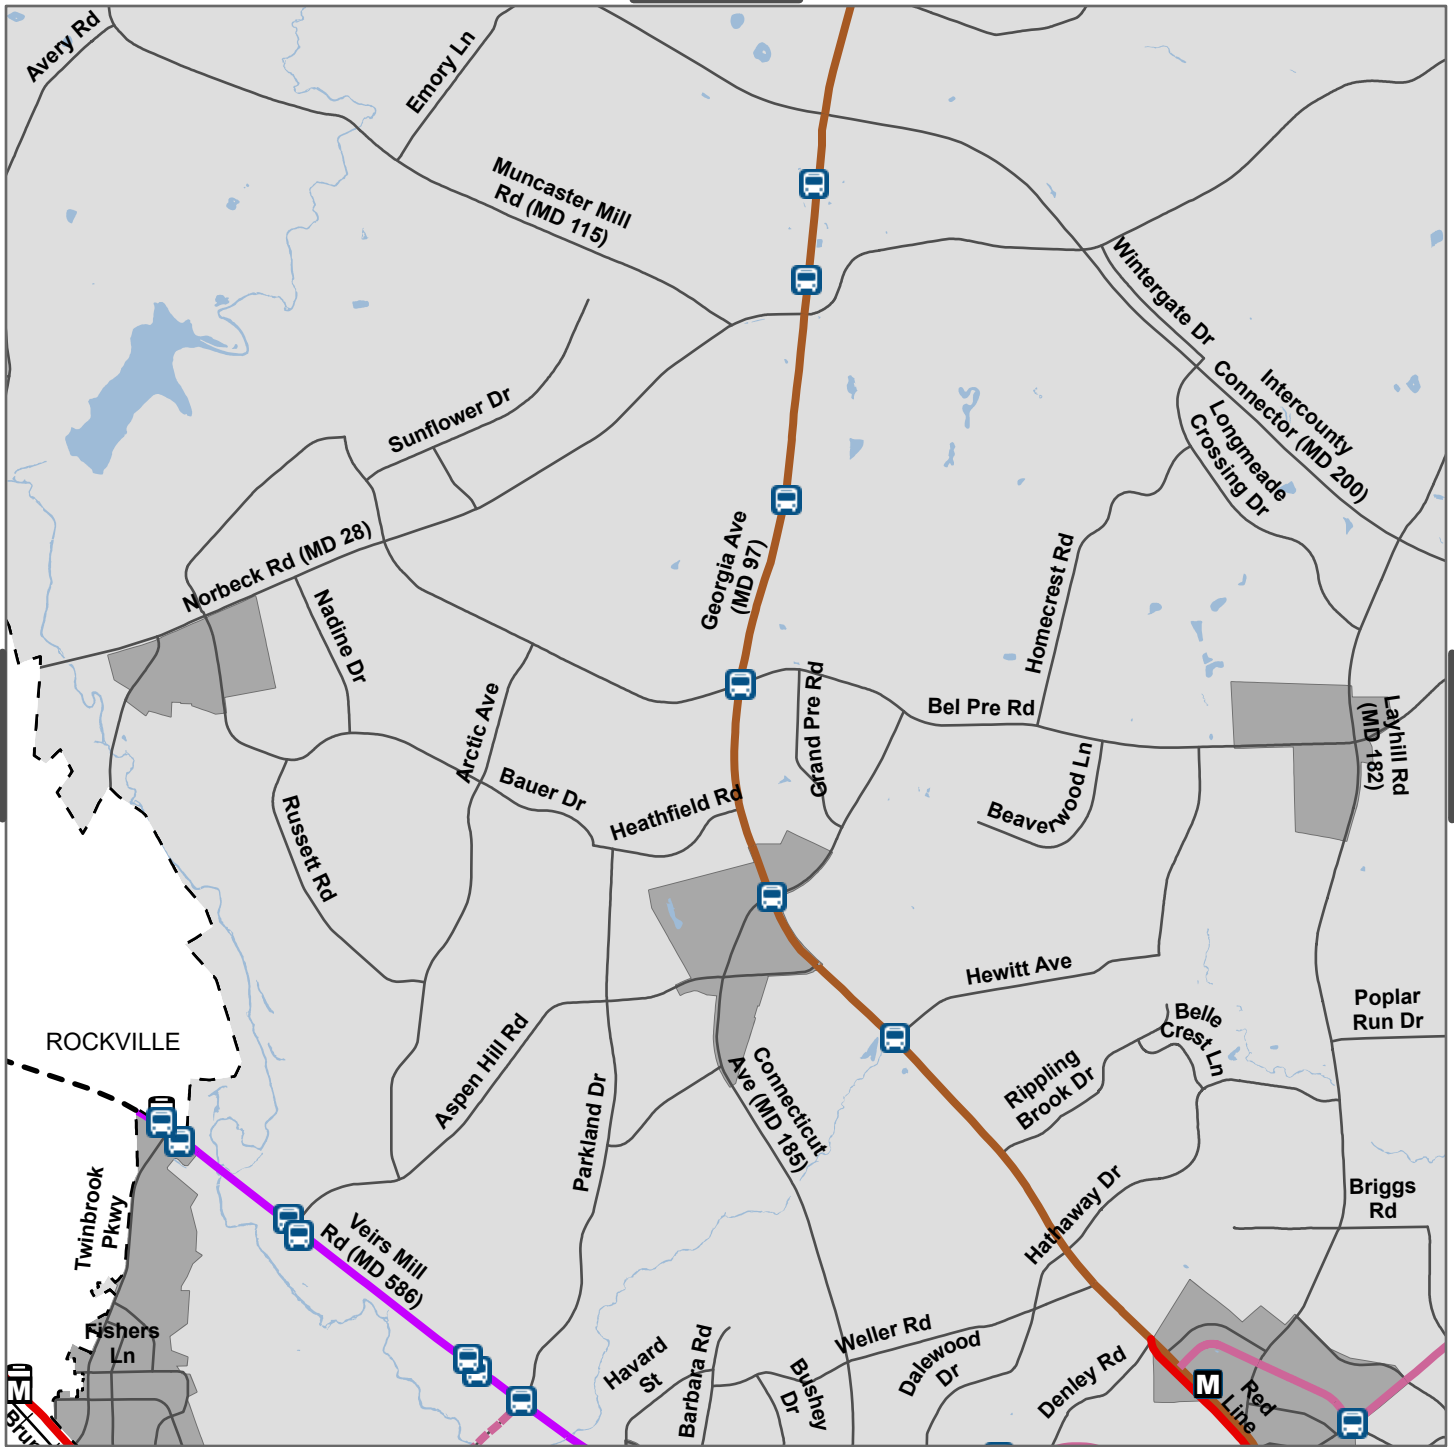 Avery Rd
Emory Ln
Muncaster Mill
Rd (MD 115)
Wintergate Dr
Intercounty
Connector (MD 200)
Longmeade
Crossing Dr
Sunflower Dr
Norbeck Rd (MD 28)
Nadine Dr
Georgia Ave
(MD 97)
Homecrest Rd
Arctic Ave
Grand Pre Rd
Bel Pre Rd
Layhill Rd
(MD 182)
Bauer Dr
Heathfield Rd
Beaverwood Ln
Russett Rd
Hewitt Ave
Poplar
Run Dr
Belle
Crest Ln
ROCKVILLE
Aspen Hill Rd
Parkland Dr
Connecticut
Ave (MD 185)
Rippling
Brook Dr
Twinbrook
Pkwy
Veirs Mill
Rd (MD 586)
Hathaway Dr
Briggs
Rd
Fishers
Ln
Havard
St
Barbara Rd
Bushey
Dr
Weller Rd
Dalewood
Dr
Denley Rd
M
Red
Line
M